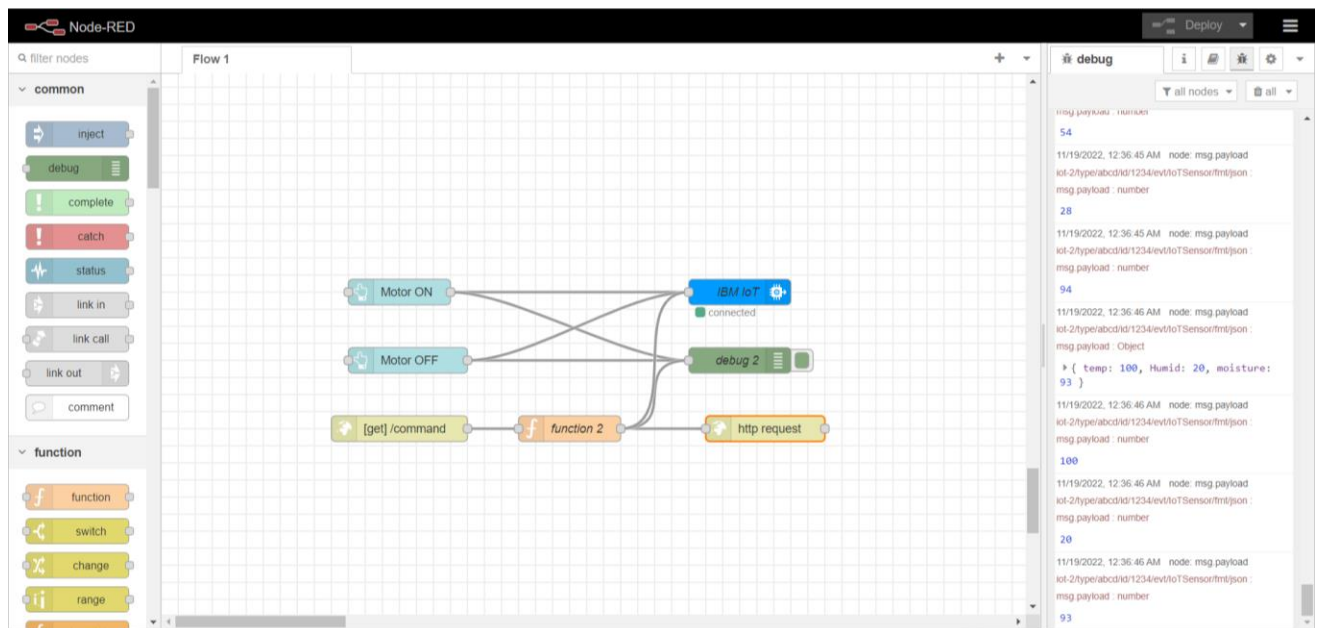 Node-RED
Deploy
filter nodes
common
inject
debug
complete
catch
status
link in
link call
link out
comment
function
function
switch
change
range
Flow 1
Motor ON
IBM IoT
connected
Motor OFF
debug 2
[get] /command
function 2
http request
debug
all nodes
all
msg.payload : number
54
11/19/2022, 12:36:45 AM node: msg.payload
iot-2/type/abcd/id/1234/evt/IoTSensor/fmt/json :
msg.payload : number
28
11/19/2022, 12:36:45 AM node: msg.payload
iot-2/type/abcd/id/1234/evt/IoTSensor/fmt/json :
msg.payload : number
94
11/19/2022, 12:36:46 AM node: msg.payload
iot-2/type/abcd/id/1234/evt/IoTSensor/fmt/json :
msg.payload : Object
{ temp: 100, Humid: 20, moisture:
93 }
11/19/2022, 12:36:46 AM node: msg.payload
iot-2/type/abcd/id/1234/evt/IoTSensor/fmt/json :
msg.payload : number
100
11/19/2022, 12:36:46 AM node: msg.payload
iot-2/type/abcd/id/1234/evt/IoTSensor/fmt/json :
msg.payload : number
20
11/19/2022, 12:36:46 AM node: msg.payload
iot-2/type/abcd/id/1234/evt/IoTSensor/fmt/json :
msg.payload : number
93